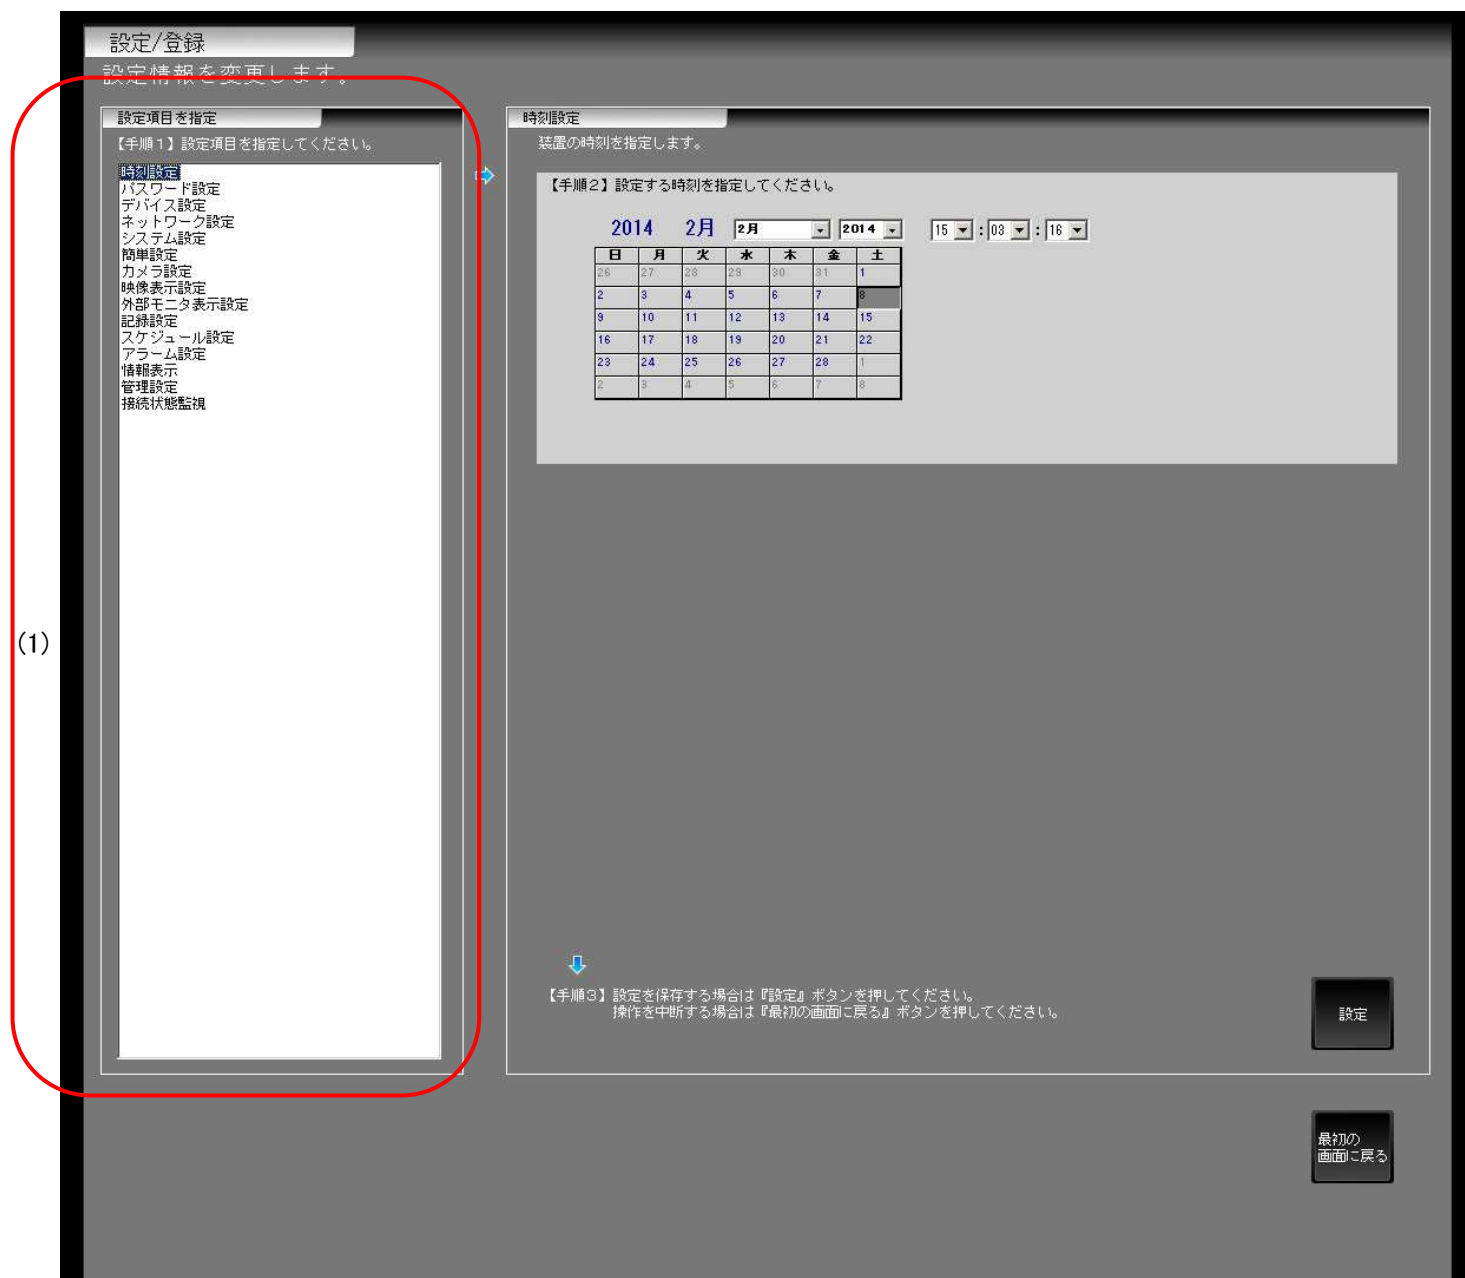 設定/登録
設定情報を変更します。
設定項目を指定
【手順1】設定項目を指定してください。
時刻設定
パスワード設定
デバイス設定
ネットワーク設定
システム設定
簡単設定
カメラ設定
映像表示設定
外部モニタ表示設定
記録設定
スケジュール設定
アラーム設定
情報表示
管理設定
接続状態監視
(1)
時刻設定
装置の時刻を指定します。
【手順2】設定する時刻を指定してください。
2014 2月 2月 2014 15 : 03 : 16
日 月 火 水 木 金 土
26 27 28 29 30 31 1
2 3 4 5 6 7 8
9 10 11 12 13 14 15
16 17 18 19 20 21 22
23 24 25 26 27 28 1
2 3 4 5 6 7 8
【手順3】設定を保存する場合は『設定』ボタンを押してください。
操作を中断する場合は『最初の画面に戻る』ボタンを押してください。
設定
最初の
画面に戻る